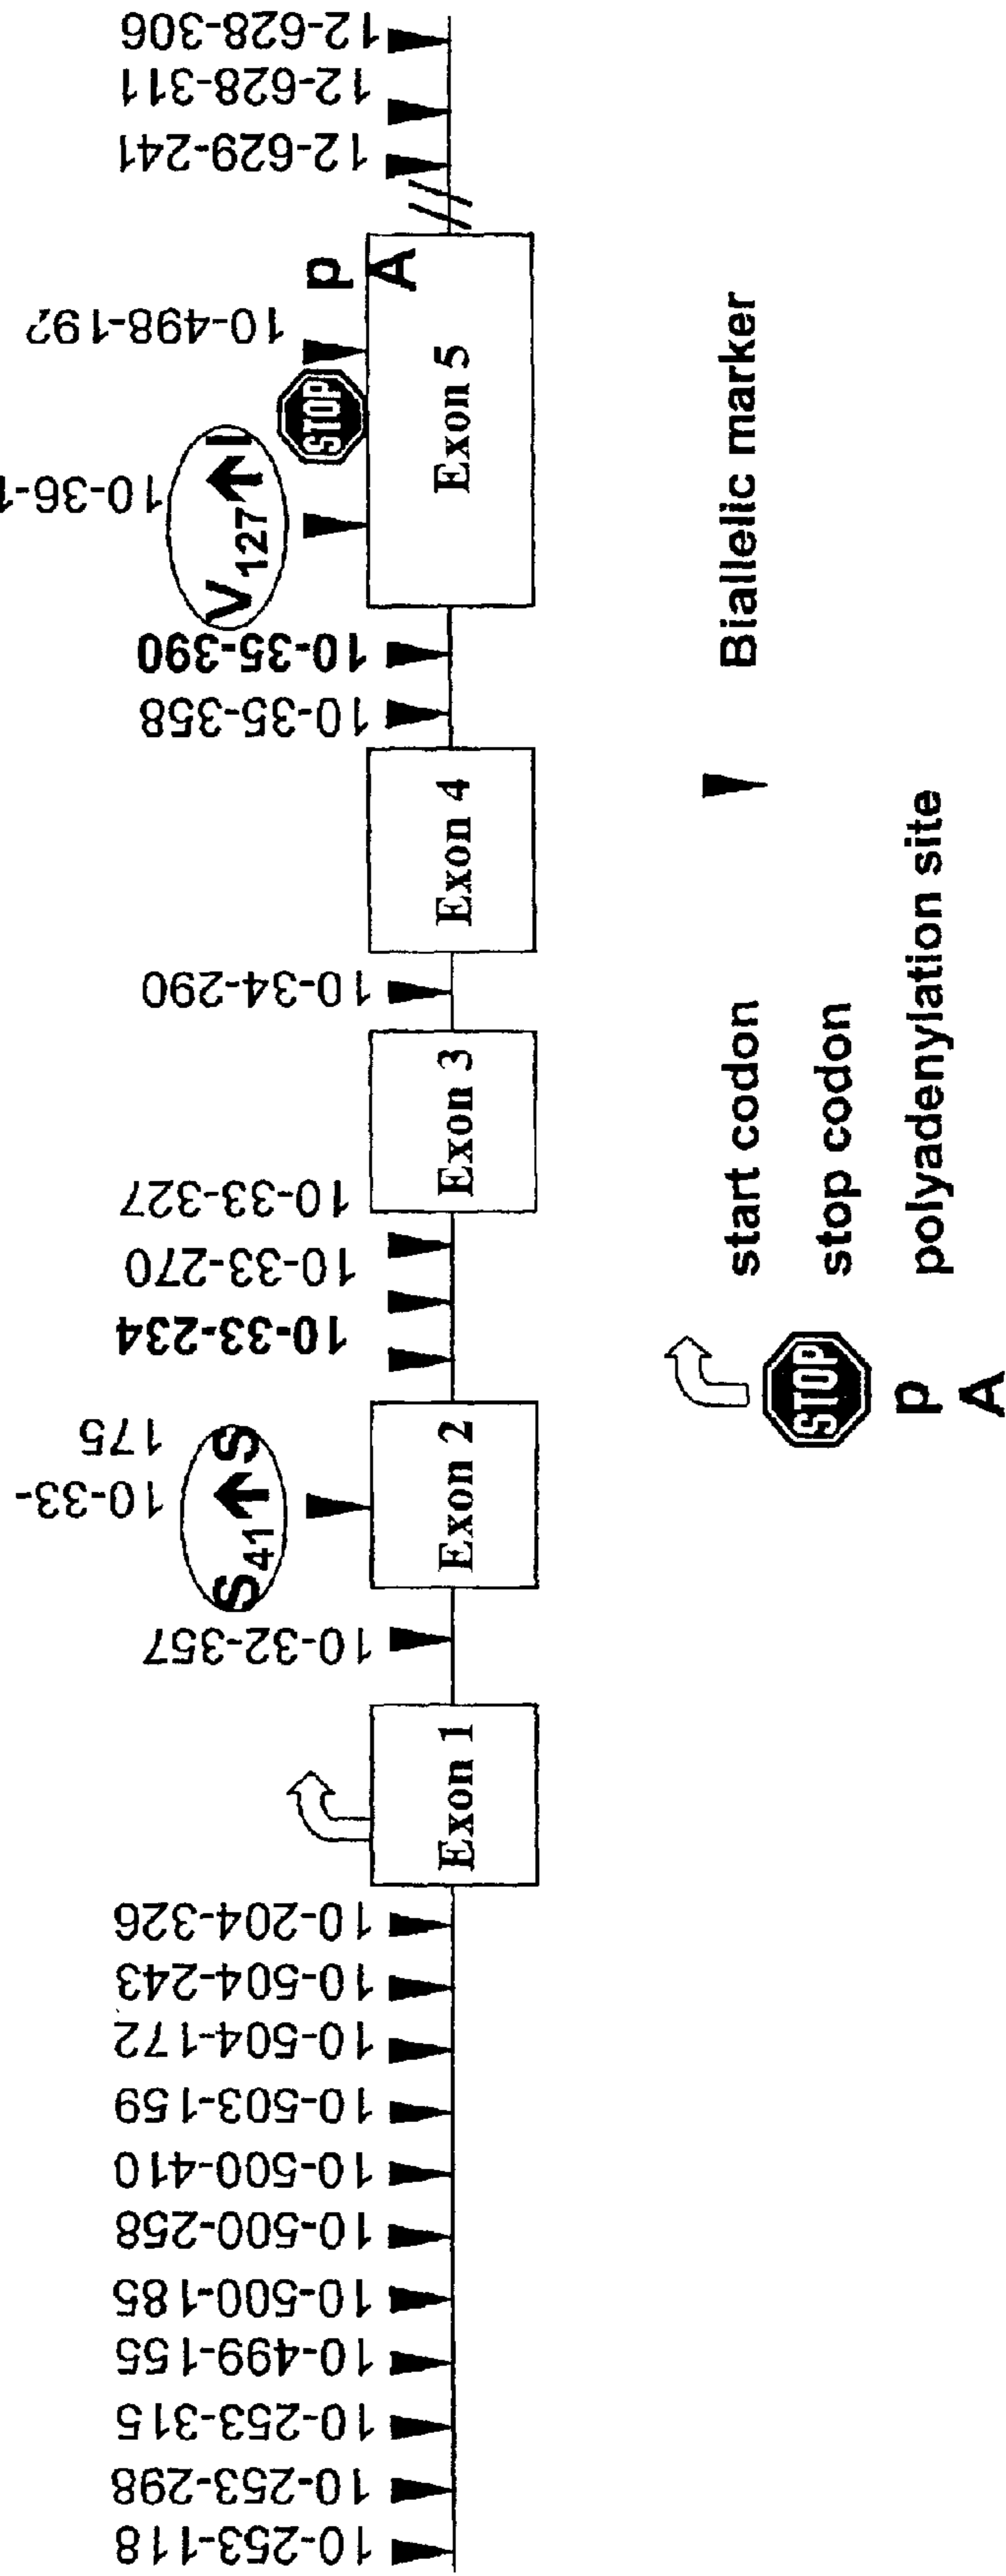 10-253-118
10-253-298
10-253-315
10-499-155
10-500-185
10-500-258
10-500-410
10-503-159
10-504-172
10-504-243
10-204-326
Exon 1
10-32-357
10-33-
175
S41→S
Exon 2
10-33-234
10-33-270
10-33-327
Exon 3
10-34-290
Exon 4
10-35-358
10-35-390
10-36-1
V127→I
STOP
10-498-192
p
A
Exon 5
12-629-241
12-628-311
12-628-306
start codon
STOP
stop codon
p
A
polyadenylation site
Biallelic marker